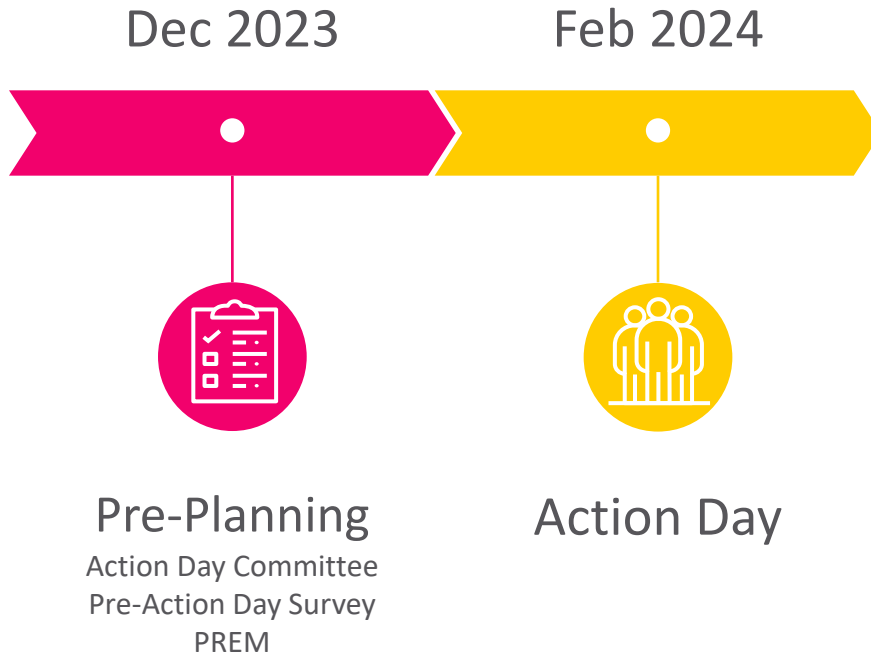 Dec 2023
Feb 2024
Pre-Planning
Action Day Committee
Pre-Action Day Survey
PREM
Action Day